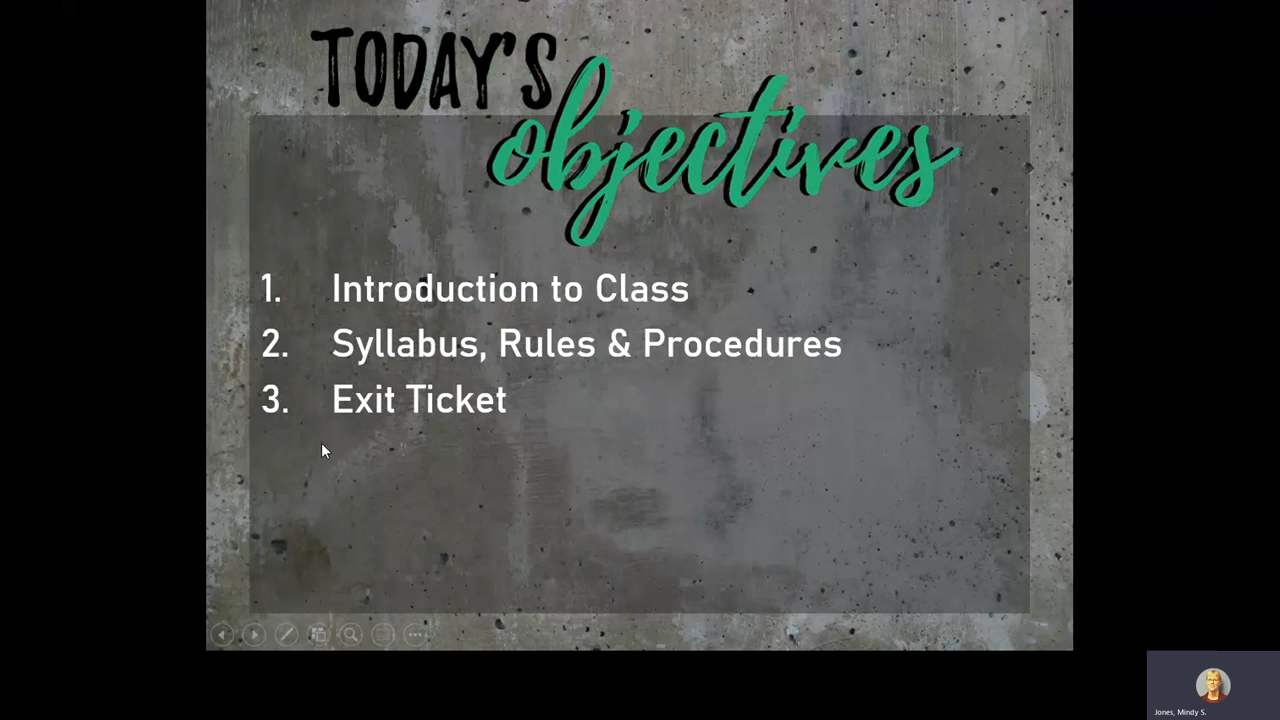 TODAY'S
objectives
1. Introduction to Class
2. Syllabus, Rules & Procedures
3. Exit Ticket
Jones, Mindy S.